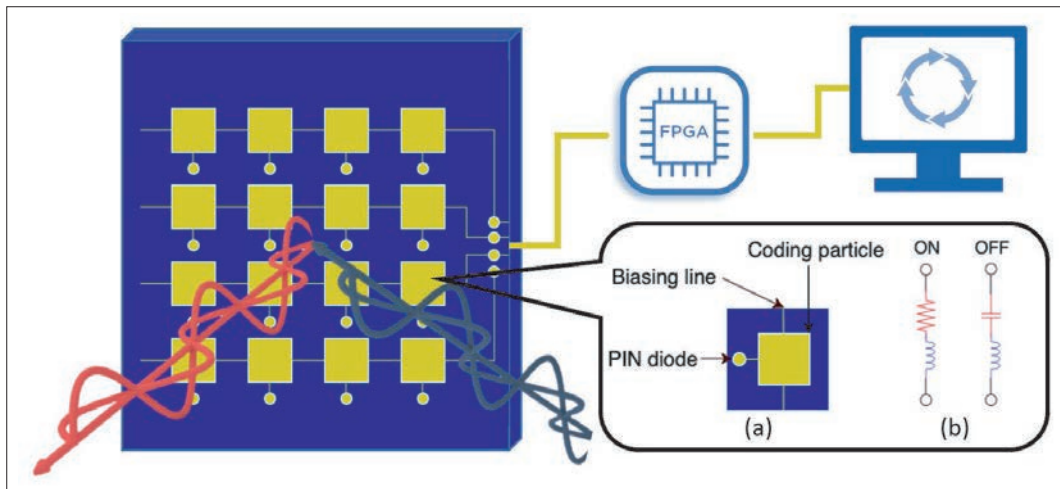 FPGA
Coding particle
ON
OFF
Biasing line
PIN diode
(a)
(b)